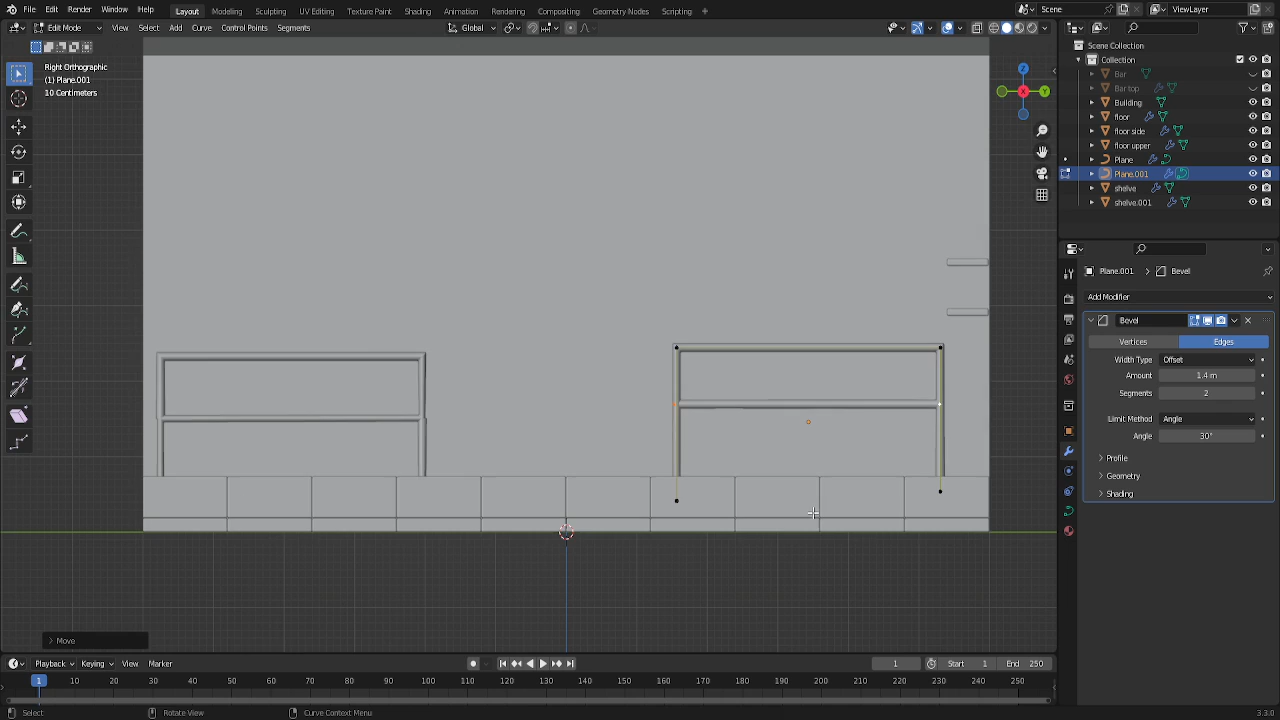 File Edit Render Window Help Layout Modeling Sculpting UV Editing Texture Paint Shading Animation Rendering Compositing Geometry Nodes Scripting + Scene ViewLayer
Edit Mode View Select Add Curve Control Points Segments Global
Right Orthographic
(1) Plane.001
10 Centimeters
Z
X
Y
Scene Collection
Collection
Bar
Bar top
Building
floor
floor side
floor upper
Plane
Plane.001
shelve
shelve.001
Plane.001 > Bevel
Add Modifier
Bevel
Vertices Edges
Width Type Offset
Amount 1.4 m
Segments 2
Limit Method Angle
Angle 30°
Profile
Geometry
Shading
Move
Playback Keying View Marker 1 Start 1 End 250
1 10 20 30 40 50 60 70 80 90 100 110 120 130 140 150 160 170 180 190 200 210 220 230 240 250
Select Rotate View Curve Context Menu 3.3.0